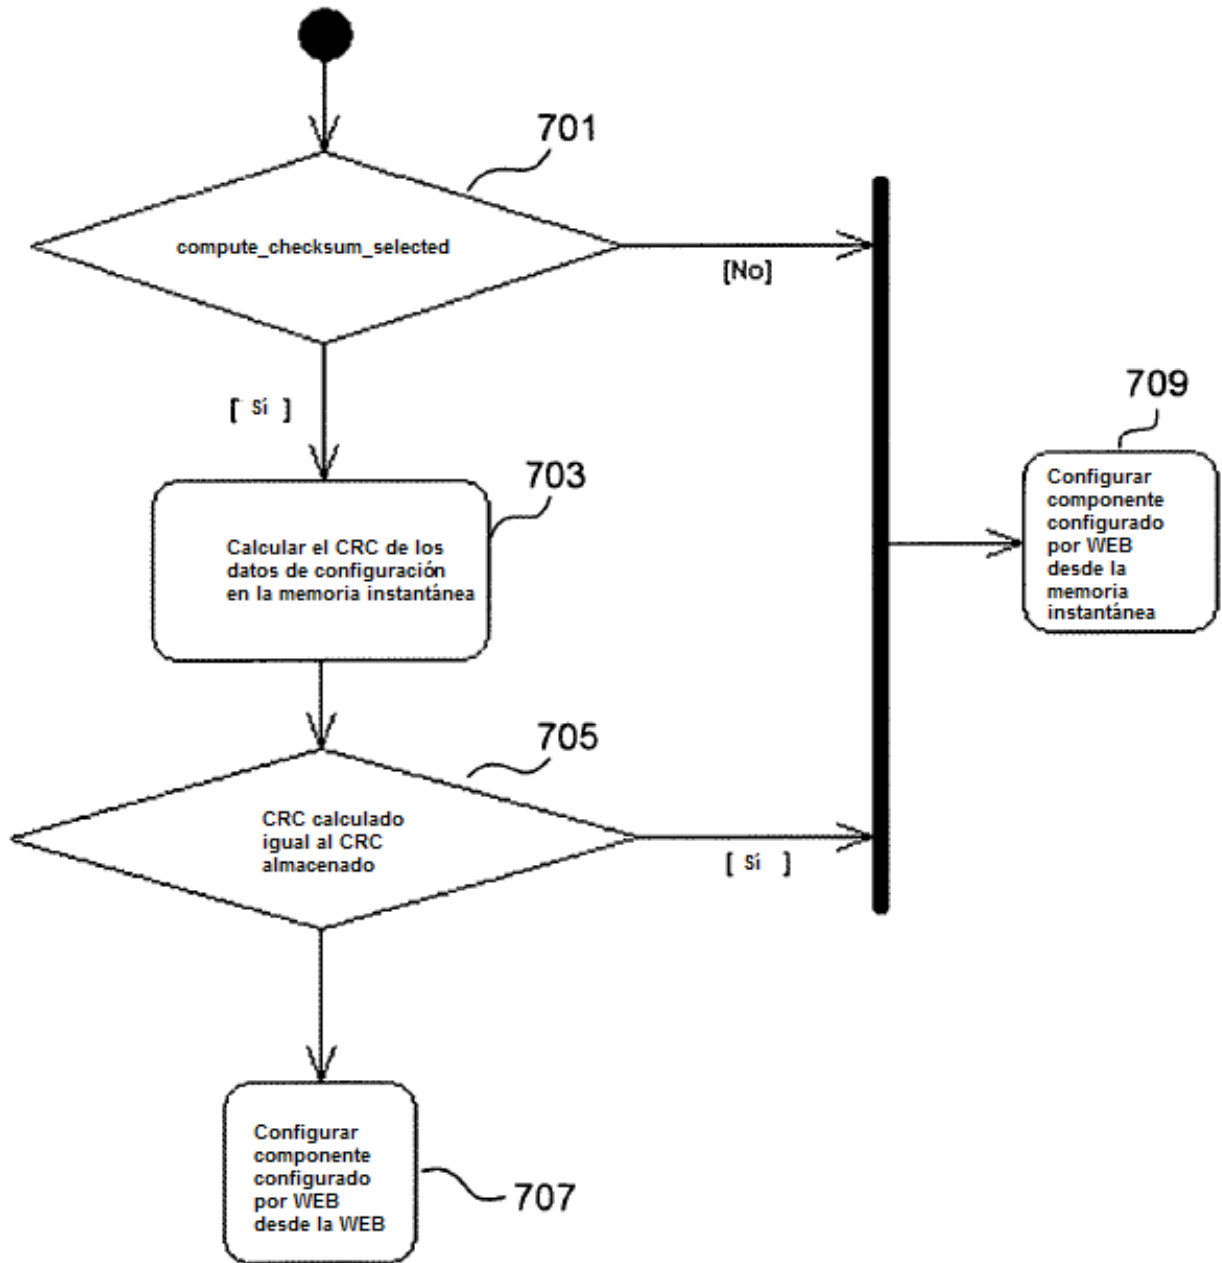 701
compute_checksum_selected
[No]
[ Sí ]
709
Configurar
componente
configurado
por WEB
desde la
memoria
instantánea
703
Calcular el CRC de los
datos de configuración
en la memoria instantánea
705
CRC calculado
igual al CRC
almacenado
[ Sí ]
Configurar
componente
configurado
por WEB
desde la WEB
707